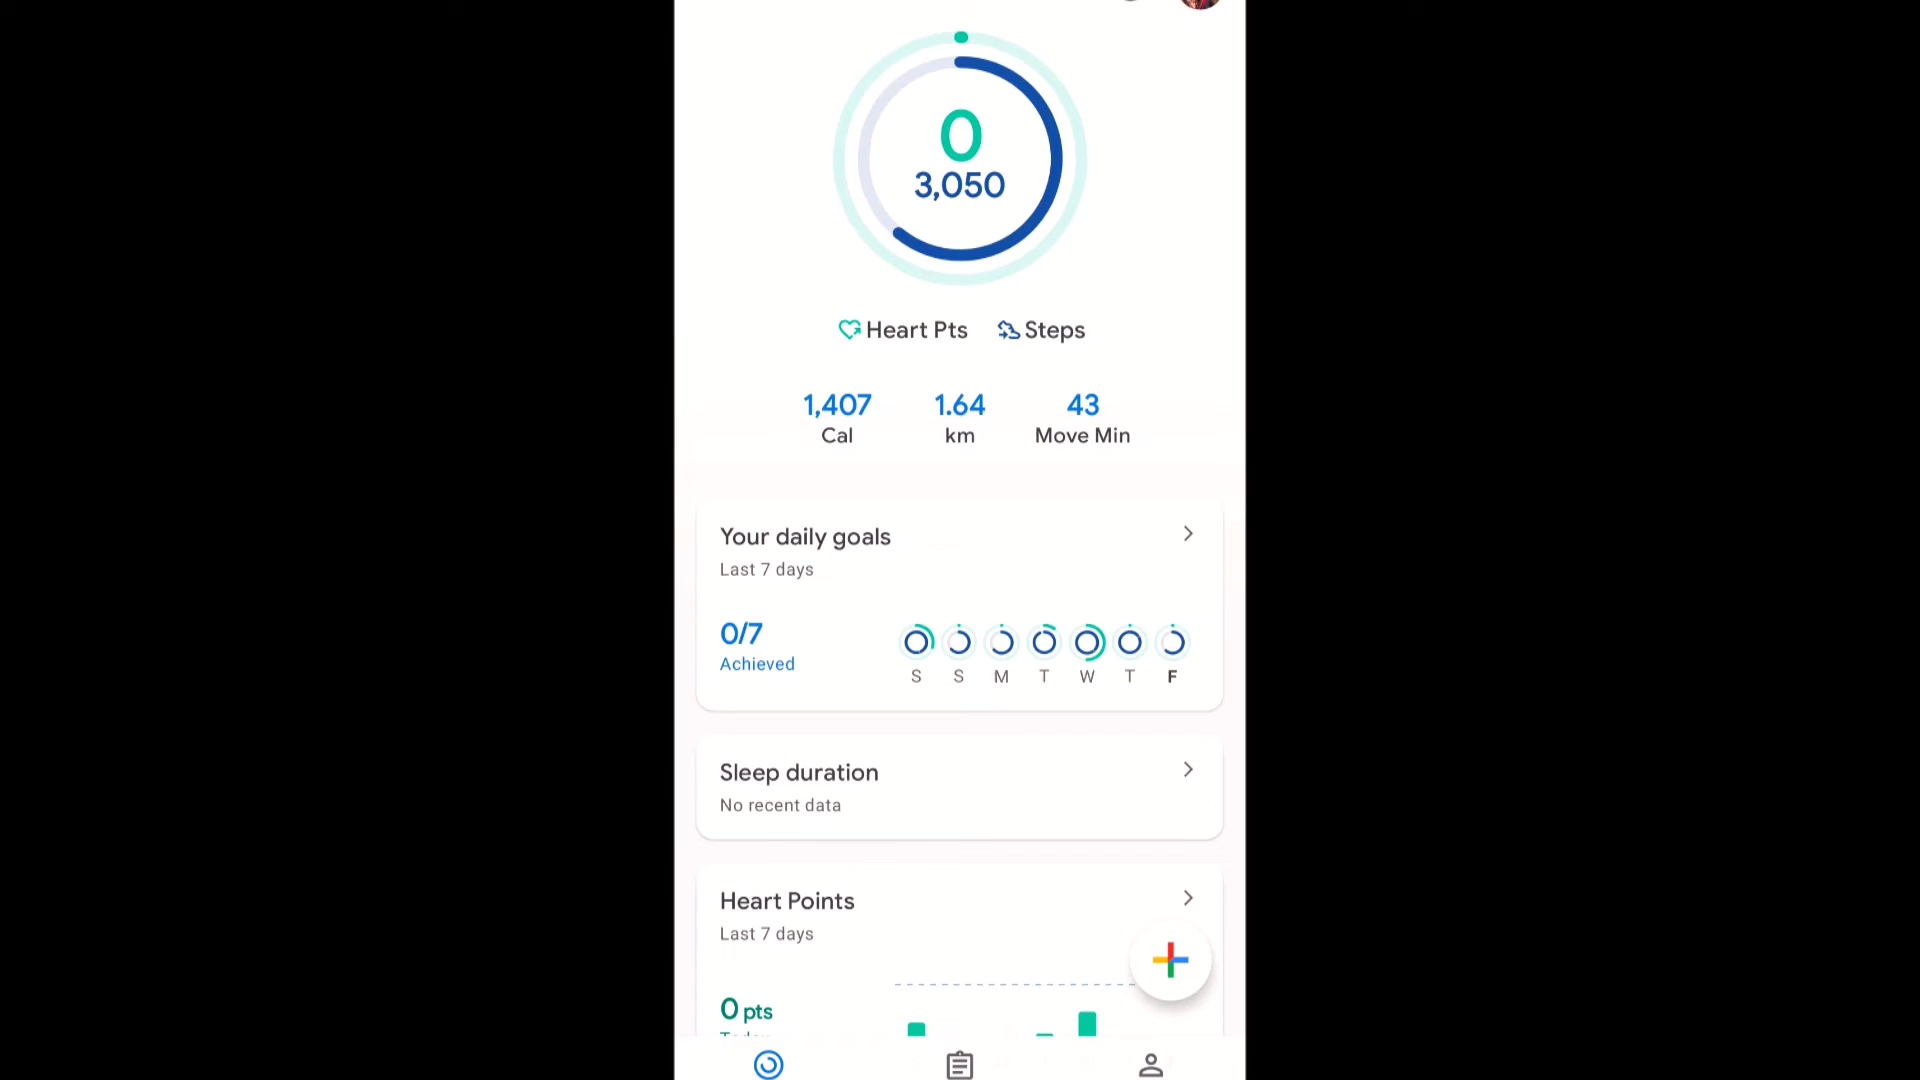 0
3,050
Heart Pts Steps
1,407 1.64 43
Cal km Move Min
Your daily goals
Last 7 days
0/7
Achieved
S S M T W T F
Sleep duration
No recent data
Heart Points
Last 7 days
0 pts